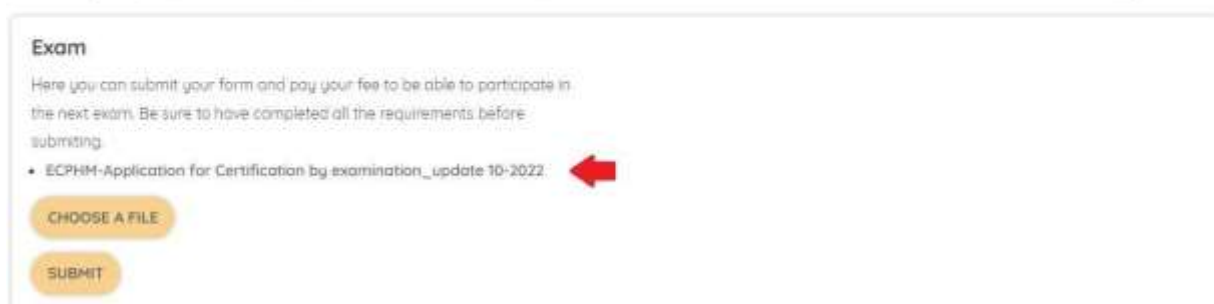 Exam
Here you can submit your form and pay your fee to be able to participate in
the next exam. Be sure to have completed all the requirements before
submiting.
• ECPHM-Application for Certification by examination_update 10-2022
CHOOSE A FILE
SUBMIT